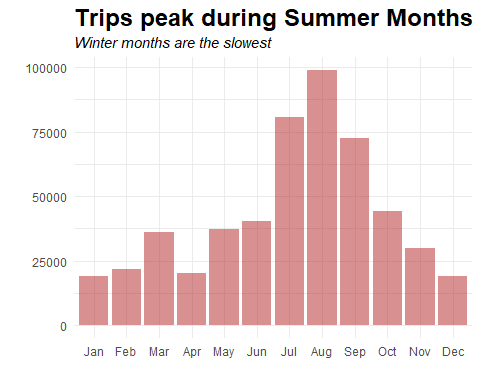 Trips peak during Summer Months
Winter months are the slowest
100000
75000
50000
25000
0
Jan Feb Mar Apr May Jun Jul Aug Sep Oct Nov Dec